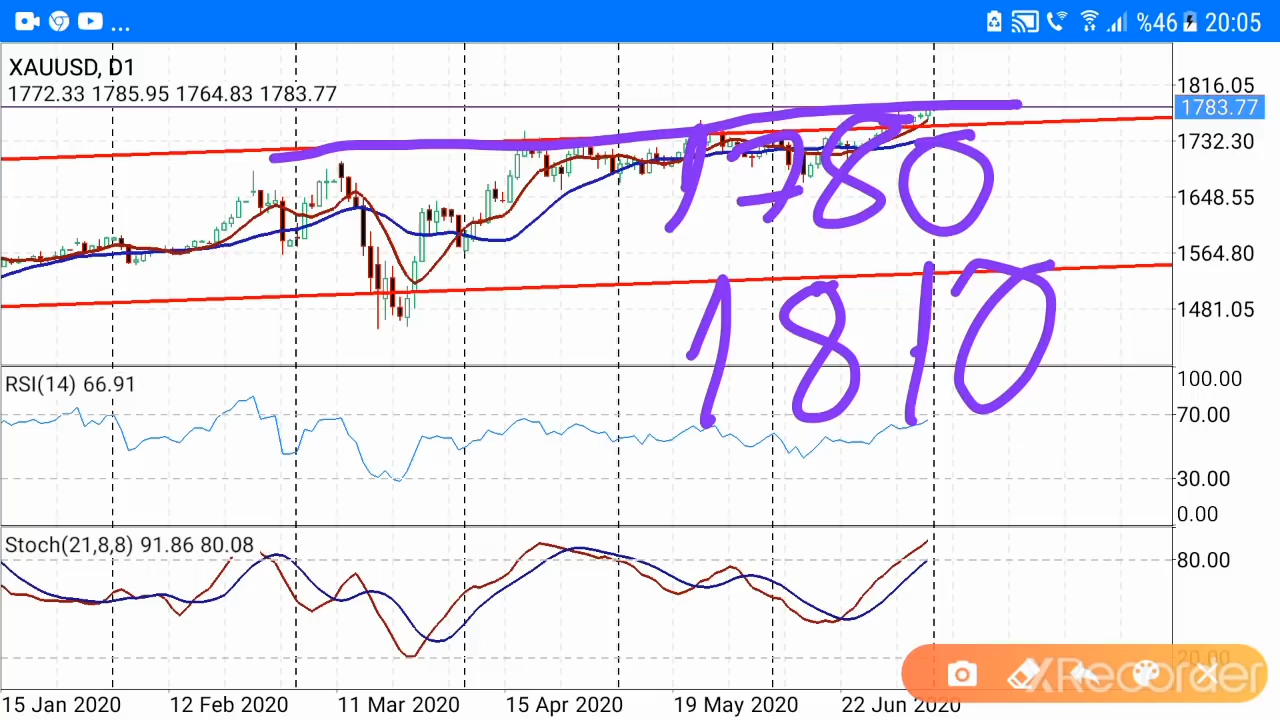 ... %46 20:05
XAUUSD, D1
1772.33 1785.95 1764.83 1783.77
1816.05
1783.77
1732.30
1648.55
1564.80
1481.05
1780
1810
RSI(14) 66.91
100.00
70.00
30.00
0.00
Stoch(21,8,8) 91.86 80.08
80.00
20.00
XRecorder
15 Jan 2020 12 Feb 2020 11 Mar 2020 15 Apr 2020 19 May 2020 22 Jun 2020